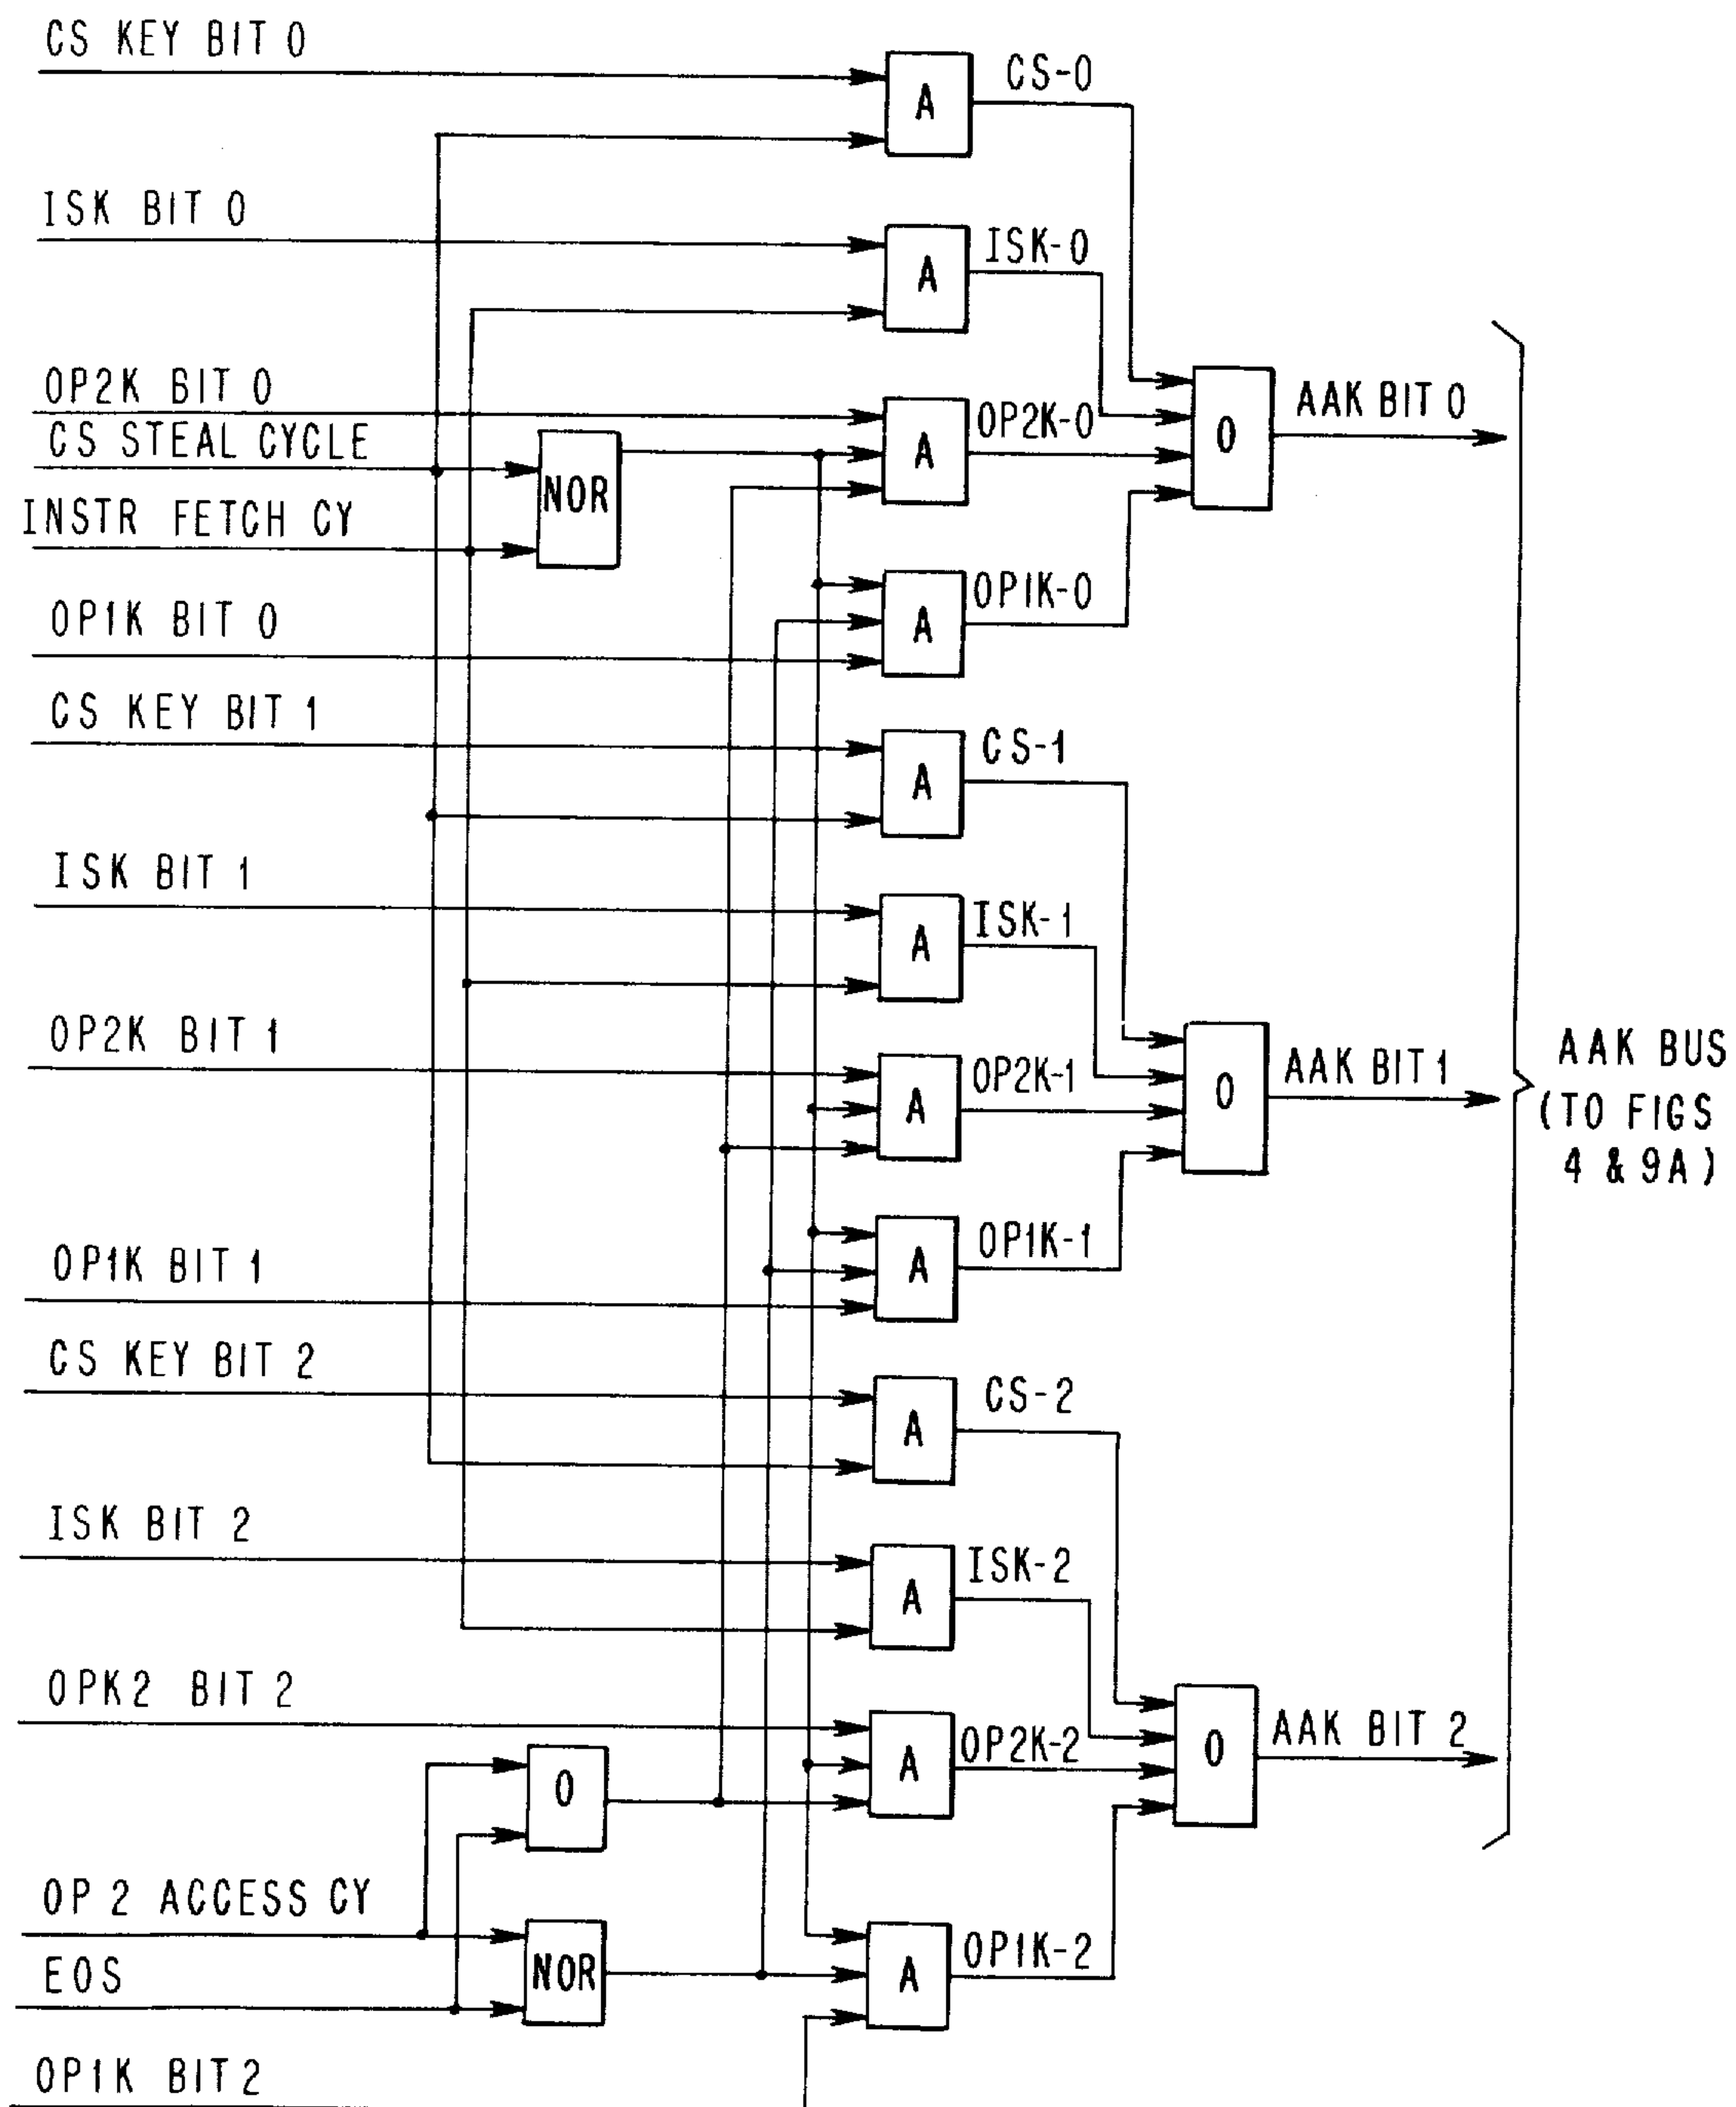 CS KEY BIT 0
A
CS-0
ISK BIT 0
A
ISK-0
OP2K BIT 0
A
OP2K-0
O
AAK BIT 0
CS STEAL CYCLE
NOR
INSTR FETCH CY
OP1K BIT 0
A
OP1K-0
CS KEY BIT 1
A
CS-1
ISK BIT 1
A
ISK-1
OP2K BIT 1
A
OP2K-1
O
AAK BIT 1
AAK BUS
(TO FIGS
4 & 9A)
OP1K BIT 1
A
OP1K-1
CS KEY BIT 2
A
CS-2
ISK BIT 2
A
ISK-2
OPK2 BIT 2
A
OP2K-2
O
AAK BIT 2
O
OP 2 ACCESS CY
NOR
EOS
A
OP1K-2
OP1K BIT 2